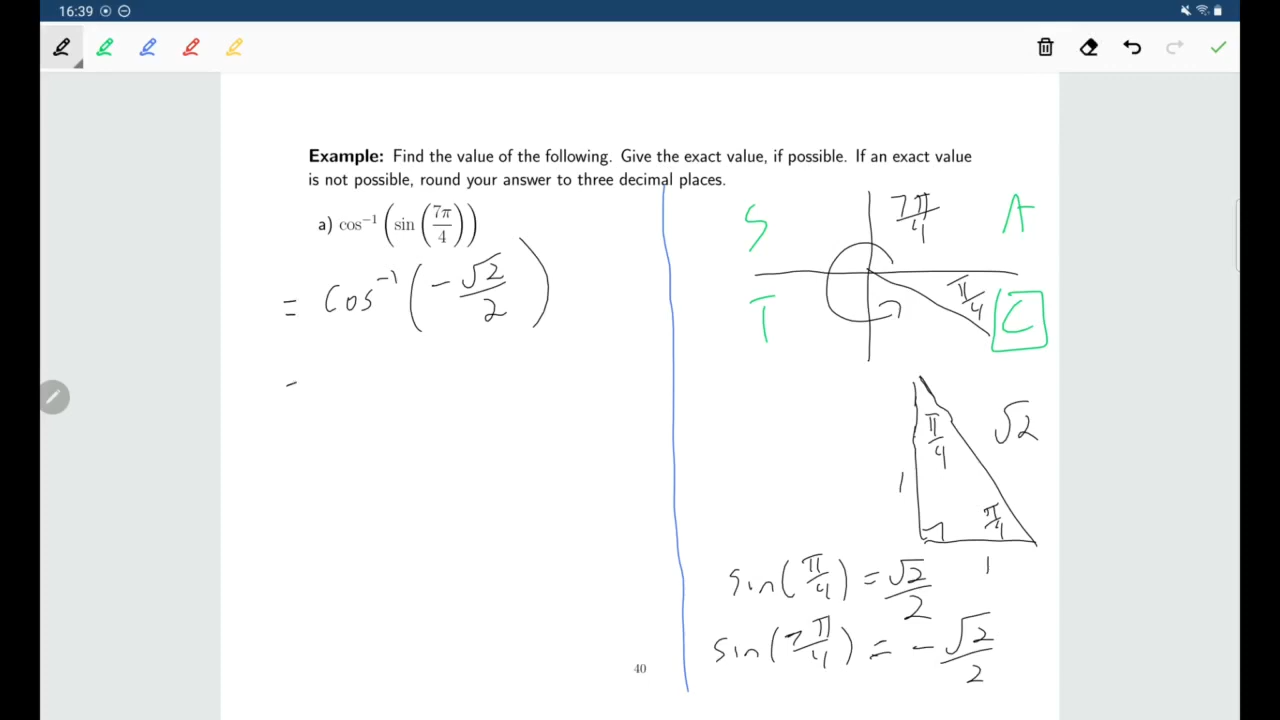 16:39
Example: Find the value of the following. Give the exact value, if possible. If an exact value
is not possible, round your answer to three decimal places.
a) cos⁻¹(sin(7π/4))
= cos⁻¹(-√2/2)
-
S
7π/4
A
T
π/4
C
π/4
√2
1
π/4
1
sin(π/4) = √2/2
sin(7π/4) = -√2/2
40